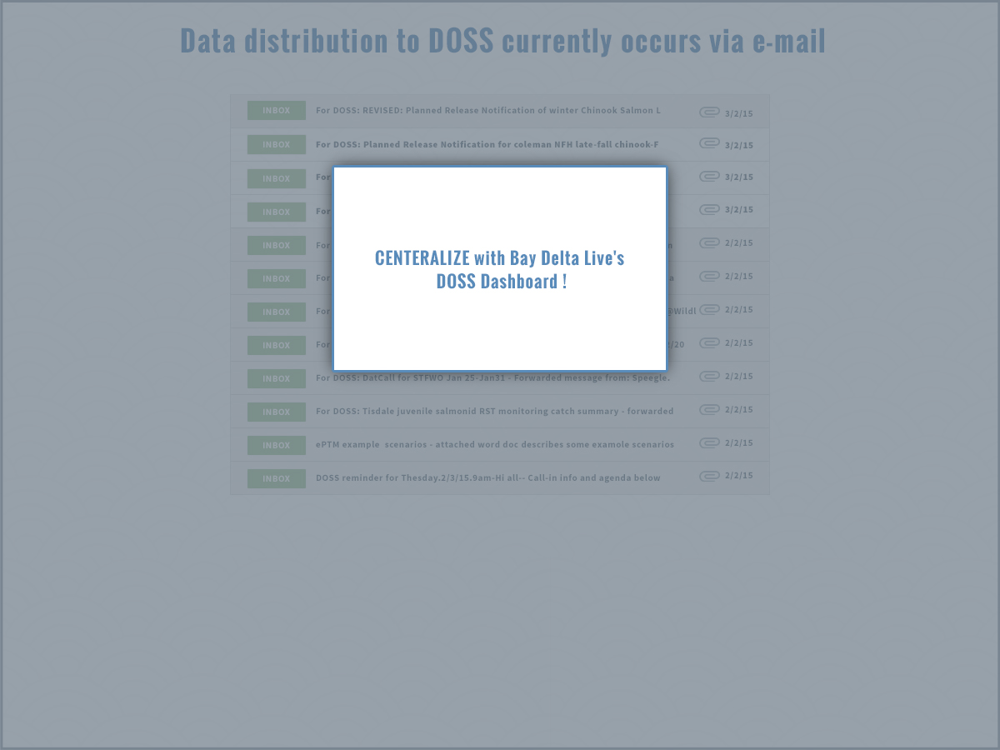 Data distribution to DOSS currently occurs via e-mail
INBOX For DOSS: REVISED: Planned Release Notification of winter Chinook Salmon L 3/2/15
INBOX For DOSS: Planned Release Notification for coleman NFH late-fall chinook-F 3/2/15
INBOX For 3/2/15
INBOX For 3/2/15
INBOX For n 2/2/15
INBOX For a 2/2/15
INBOX For @Wildl 2/2/15
INBOX For /20 2/2/15
CENTERALIZE with Bay Delta Live's
DOSS Dashboard !
INBOX For DOSS: DatCall for STFWO Jan 25-Jan31 - Forwarded message from: Speegle. 2/2/15
INBOX For DOSS: Tisdale juvenile salmonid RST monitoring catch summary - forwarded 2/2/15
INBOX ePTM example scenarios - attached word doc describes some examole scenarios 2/2/15
INBOX DOSS reminder for Thesday.2/3/15.9am-Hi all-- Call-in info and agenda below 2/2/15